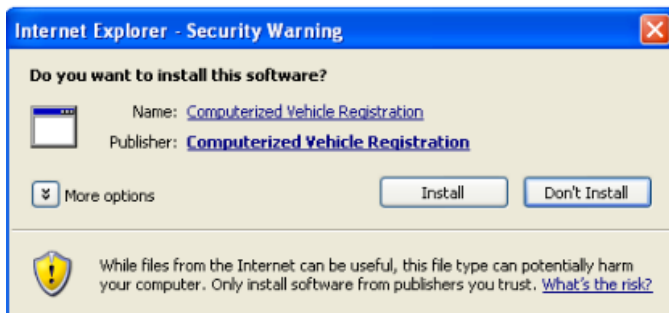 Internet Explorer - Security Warning
Do you want to install this software?
Name: Computerized Vehicle Registration
Publisher: Computerized Vehicle Registration
More options
Install
Don't Install
While files from the Internet can be useful, this file type can potentially harm
your computer. Only install software from publishers you trust. What's the risk?